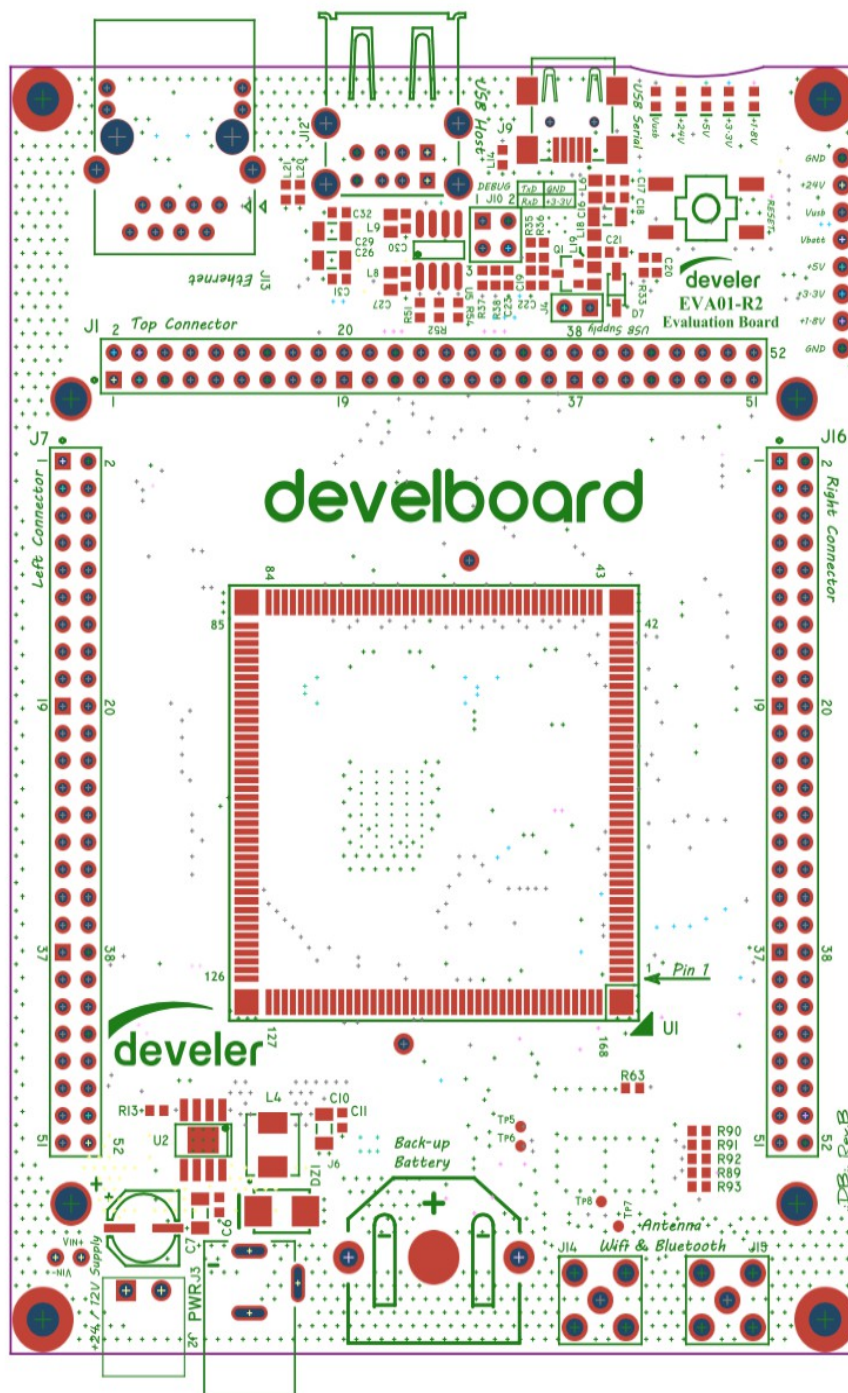 J12
USB Host
J9
USB Serial
Vusb
+24V
+5V
+3-3V
+1-8V
GND
+24V
Vusb
Vbatt
+5V
+3-3V
+1-8V
GND
L14
L21
L20
DEBUG
TxD GND
RxD +3-3V
1 J10 2
L6
C17
C16
C18
RESET
C32
L9
C30
C29
C26
R35
R36
L18
L19
Q1
C21
C20
R33
Ethernet
J13
C31
L8
C27
3
U5
R51
R52
R54
R37
R38
C23
C19
C22
J4
D7
USB Supply
develer
EVA01-R2
Evaluation Board
J1
2
Top Connector
20
38
52
1
19
37
51
J7
1
2
Left Connector
19
20
37
38
51
52
J16
1
2
Right Connector
19
20
37
38
51
52
develboard
84
43
85
42
126
1
Pin 1
127
168
U1
develer
R63
R13
U2
L4
C10
C11
J6
DZ1
Back-up
Battery
TP5
TP6
R90
R91
R92
R89
R93
TP8
TP7
C7
C6
VIN+
VIN-
+24 / 12V Supply
PWR
J3
Antenna
Wifi & Bluetooth
J14
J15